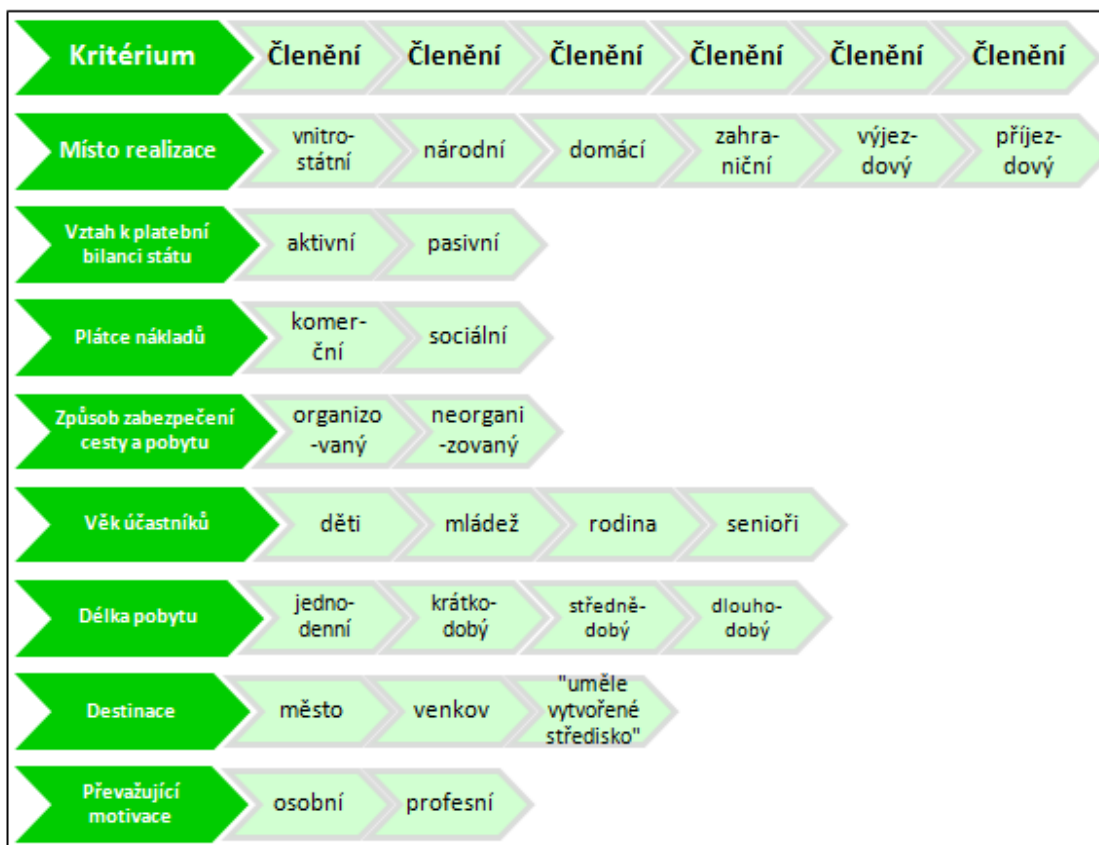 Kritérium Členění Členění Členění Členění Členění Členění
Místo realizace
vnitro-
státní
národní
domácí
zahra-
niční
výjez-
dový
příjez-
dový
Vztah k platební
bilanci státu
aktivní
pasivní
Plátce nákladů
komer-
ční
sociální
Způsob zabezpečení
cesty a pobytu
organizo
-vaný
neorgani
-zovaný
Věk účastníků
děti
mládež
rodina
senioři
Délka pobytu
jedno-
denní
krátko-
dobý
středně-
dobý
dlouho-
dobý
Destinace
město
venkov
"uměle
vytvořené
středisko"
Převažující
motivace
osobní
profesní